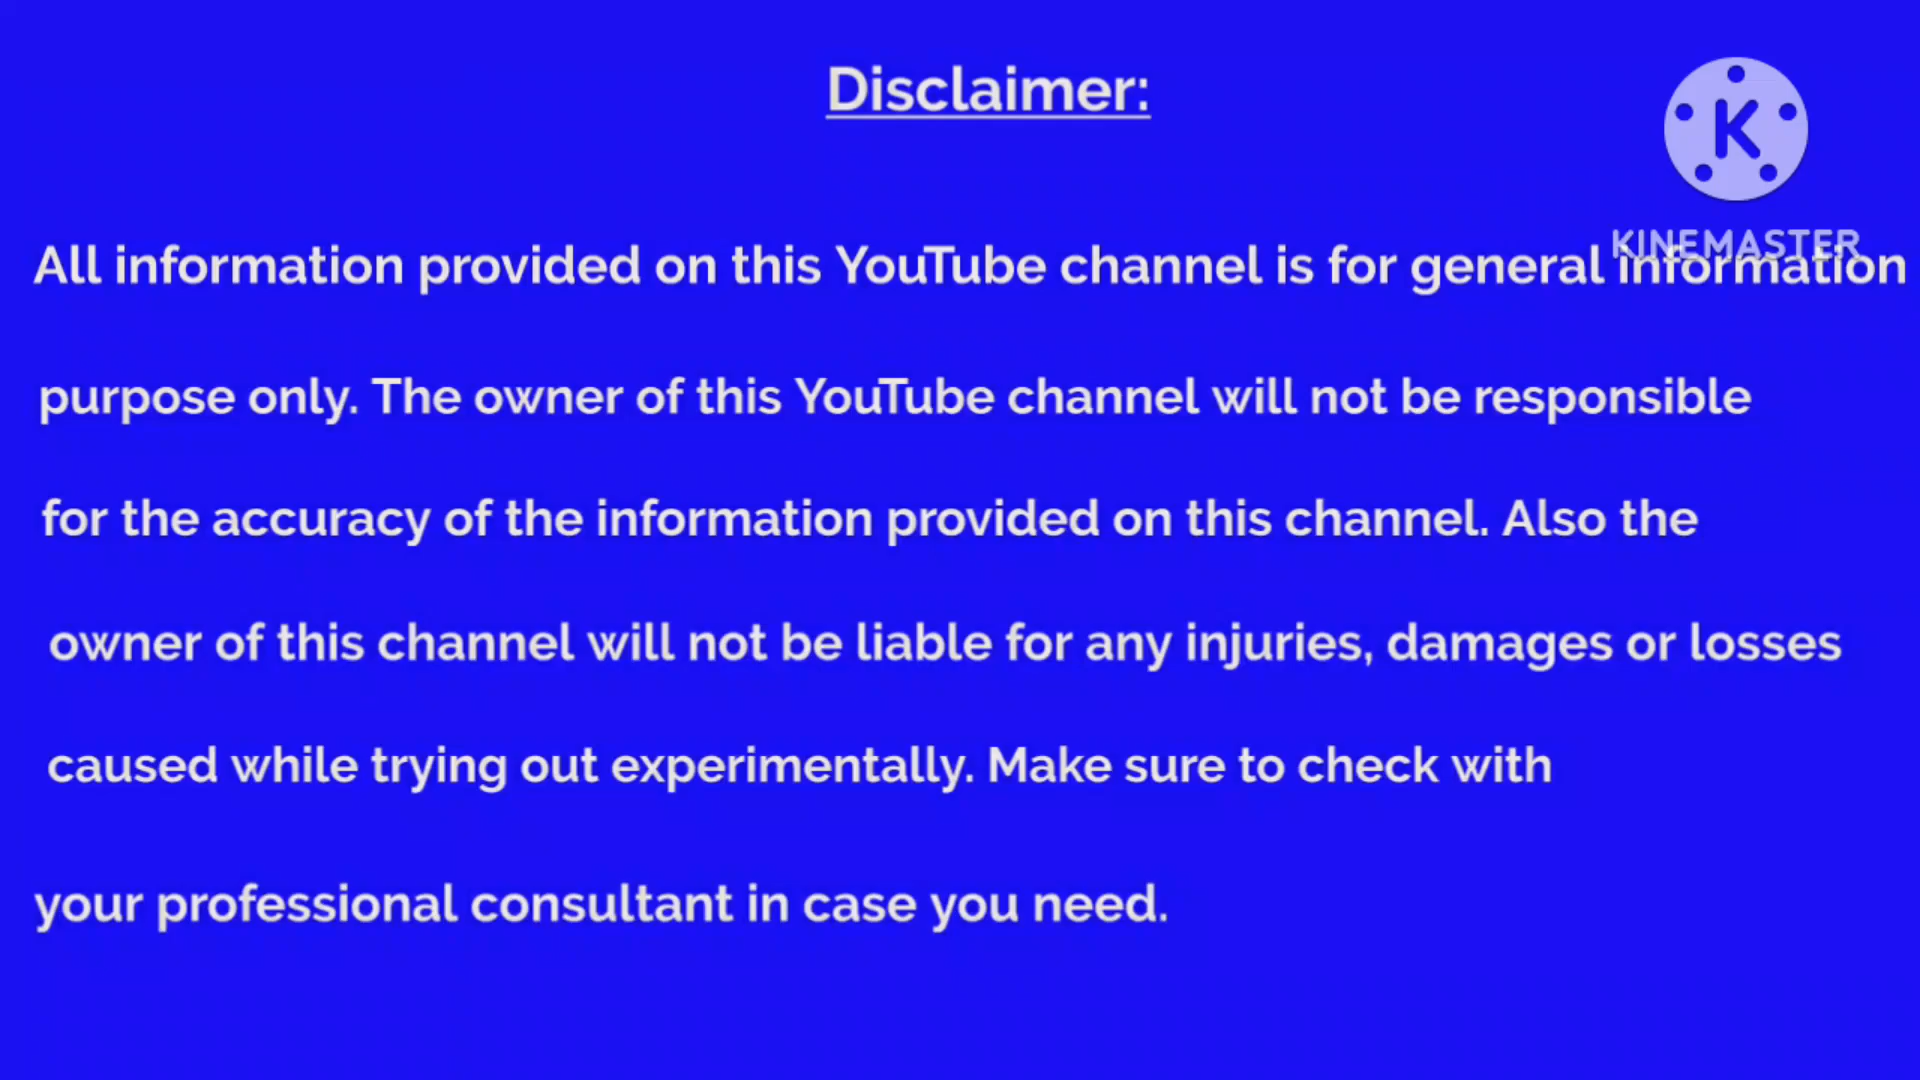 Disclaimer:
K
KINEMASTER
All information provided on this YouTube channel is for general information
purpose only. The owner of this YouTube channel will not be responsible
for the accuracy of the information provided on this channel. Also the
owner of this channel will not be liable for any injuries, damages or losses
caused while trying out experimentally. Make sure to check with
your professional consultant in case you need.